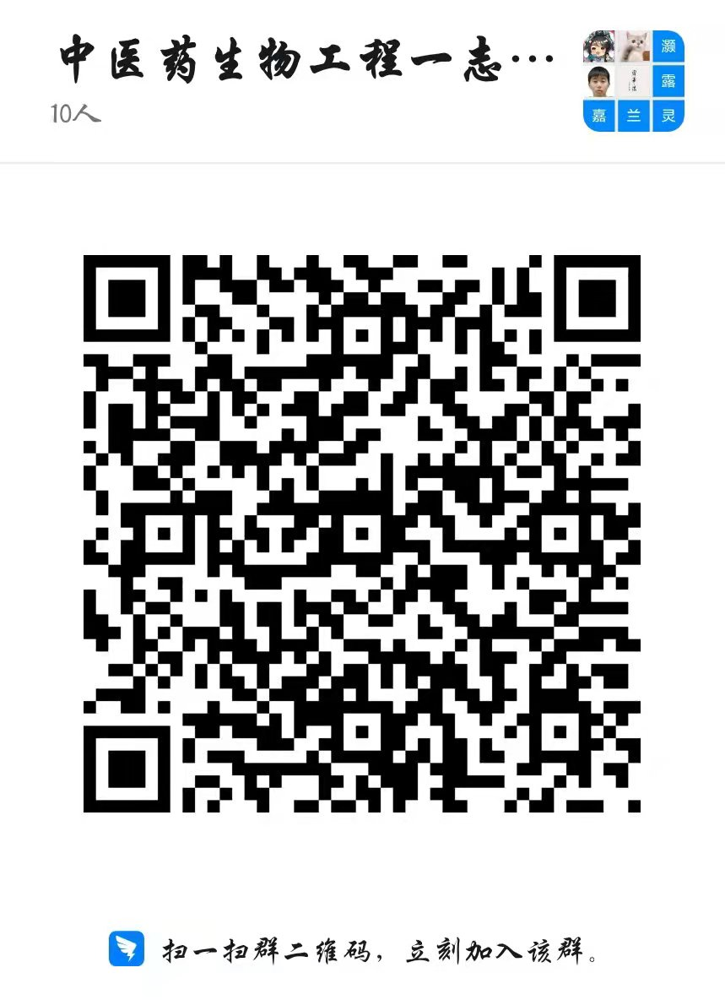 中医药生物工程一志…
10人
灏
露
嘉 兰 灵
扫一扫群二维码，立刻加入该群。